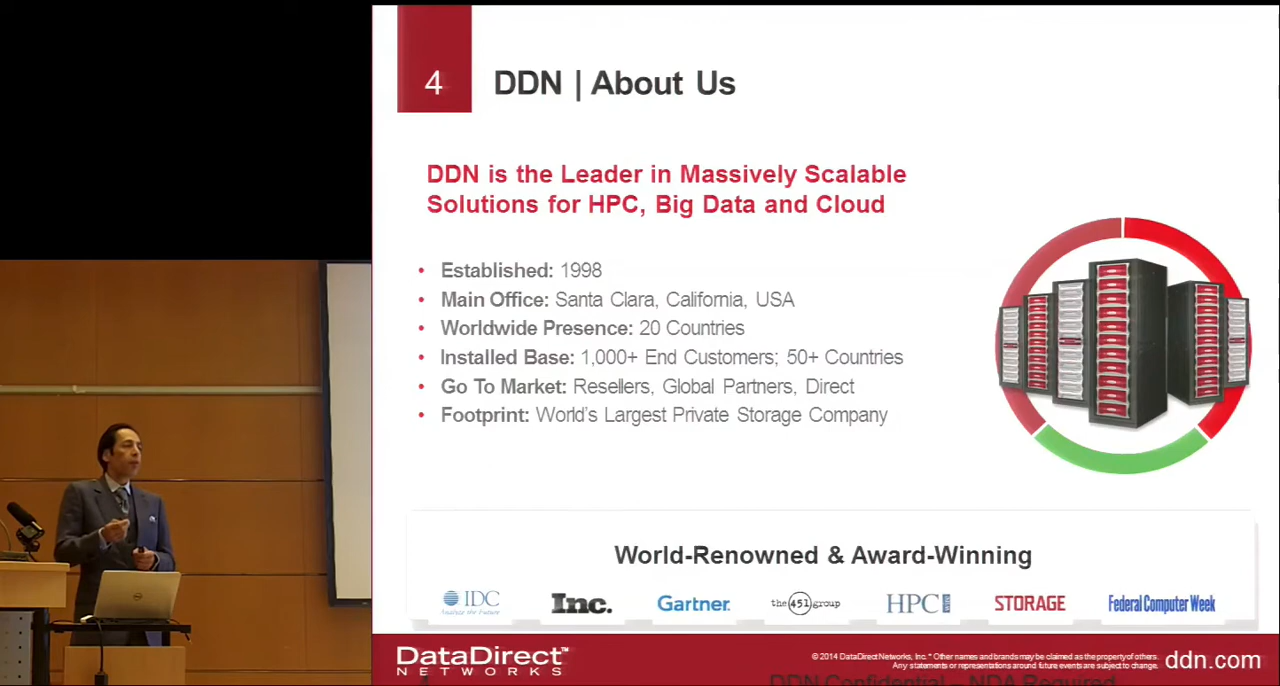 4
DDN | About Us
DDN is the Leader in Massively Scalable
Solutions for HPC, Big Data and Cloud
• Established: 1998
• Main Office: Santa Clara, California, USA
• Worldwide Presence: 20 Countries
• Installed Base: 1,000+ End Customers; 50+ Countries
• Go To Market: Resellers, Global Partners, Direct
• Footprint: World's Largest Private Storage Company
World-Renowned & Award-Winning
IDC Inc. Gartner. the 451 group HPC STORAGE Federal Computer Week
Analyze the Future
DataDirect™
NETWORKS
© 2014 DataDirect Networks, Inc. * Other names and brands may be claimed as the property of others.
Any statements or representations around future events are subject to change.
ddn.com
DDN Confidential – NDA Required